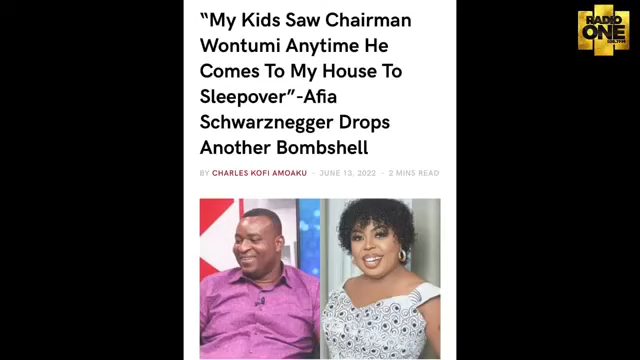 “My Kids Saw Chairman
Wontumi Anytime He
Comes To My House To
Sleepover”-Afia
Schwarznegger Drops
Another Bombshell
BY CHARLES KOFI AMOAKU - JUNE 13, 2022 - 2 MINS READ
RADIO
ONE